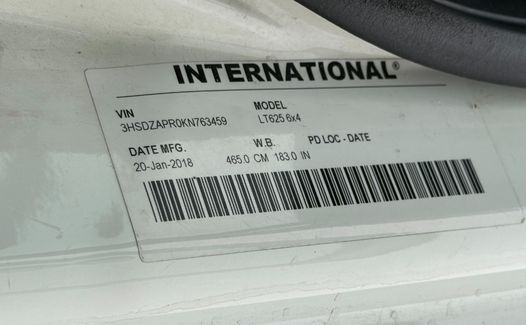 INTERNATIONAL®
VIN MODEL
3HSDZAPR0KN763459 LT625 6x4
DATE MFG. W.B. PD LOC - DATE
20-Jan-2018 465.0 CM 183.0 IN